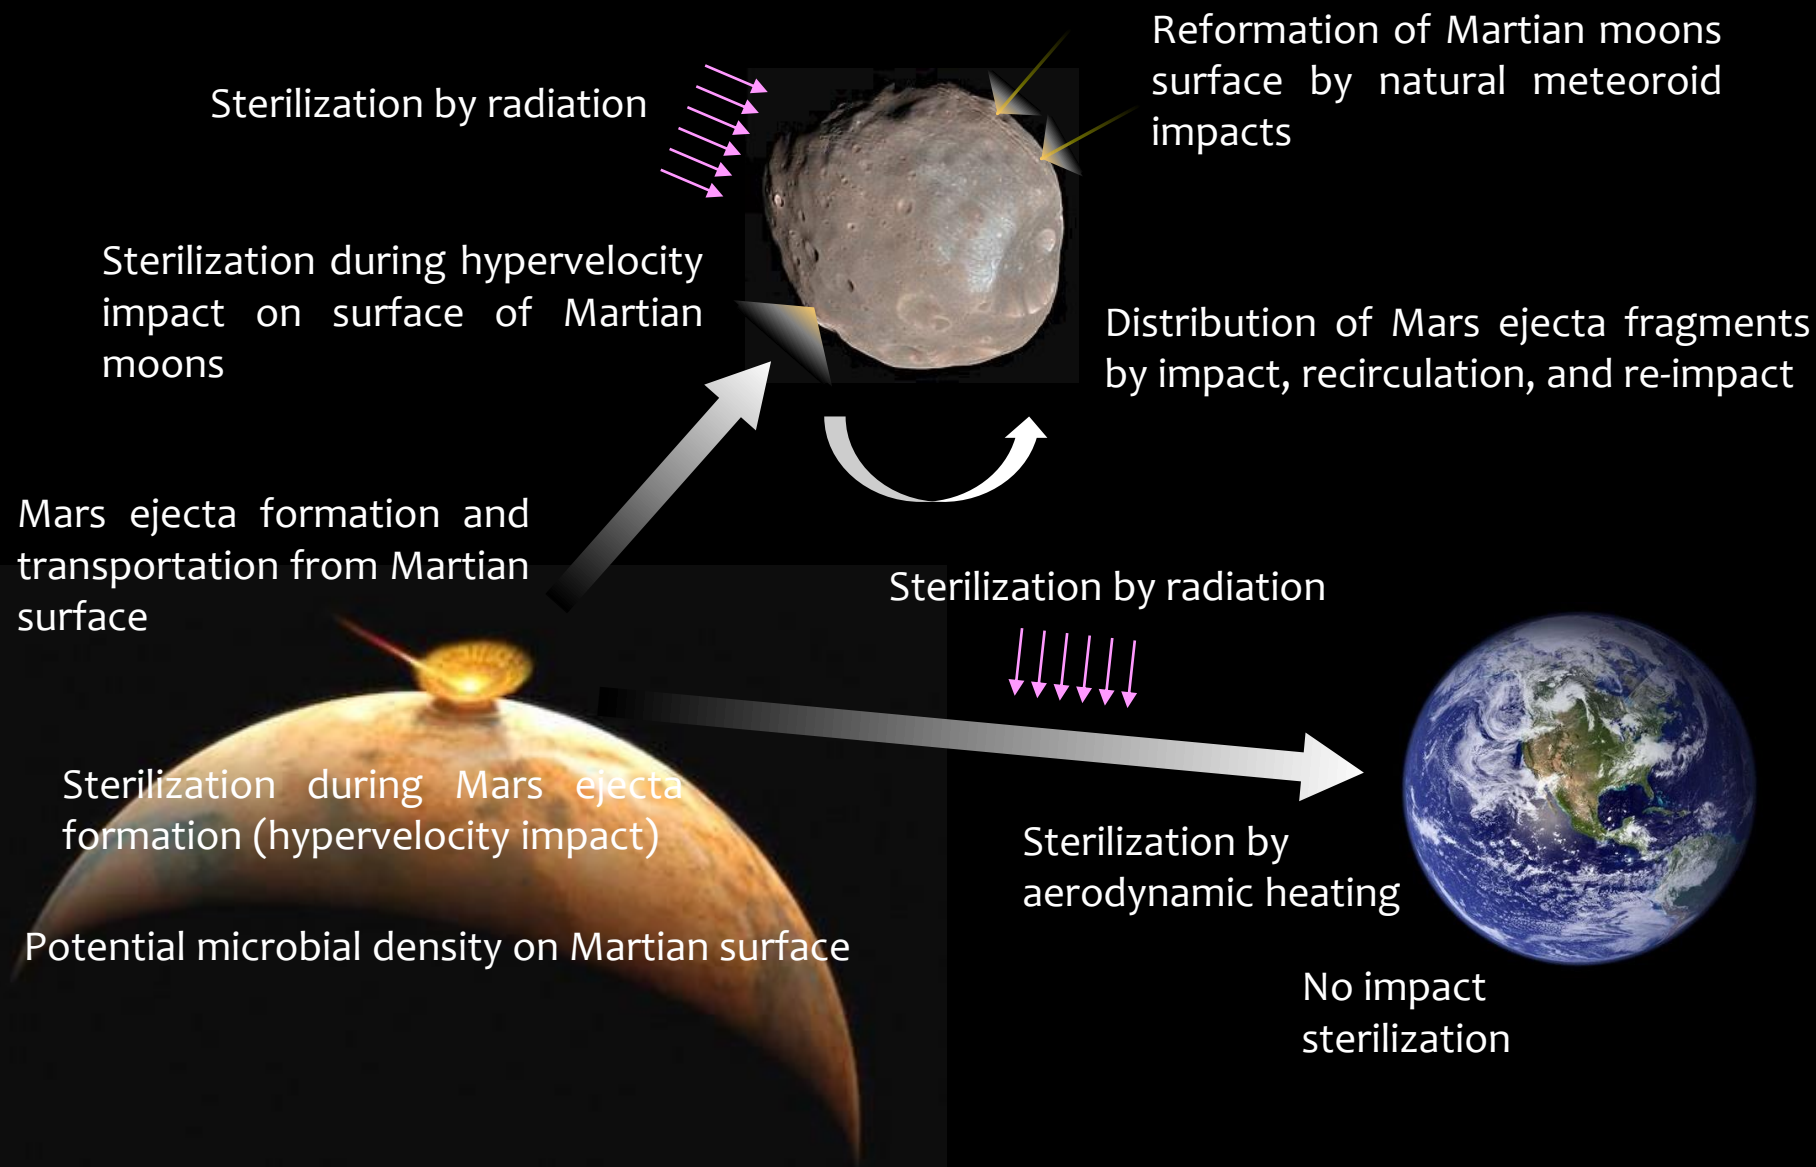 Reformation of Martian moons
surface by natural meteoroid
impacts
Sterilization by radiation
Sterilization during hypervelocity
impact on surface of Martian
moons
Distribution of Mars ejecta fragments
by impact, recirculation, and re-impact
Mars ejecta formation and
transportation from Martian
surface
Sterilization by radiation
Sterilization during Mars ejecta
formation (hypervelocity impact)
Sterilization by
aerodynamic heating
Potential microbial density on Martian surface
No impact
sterilization